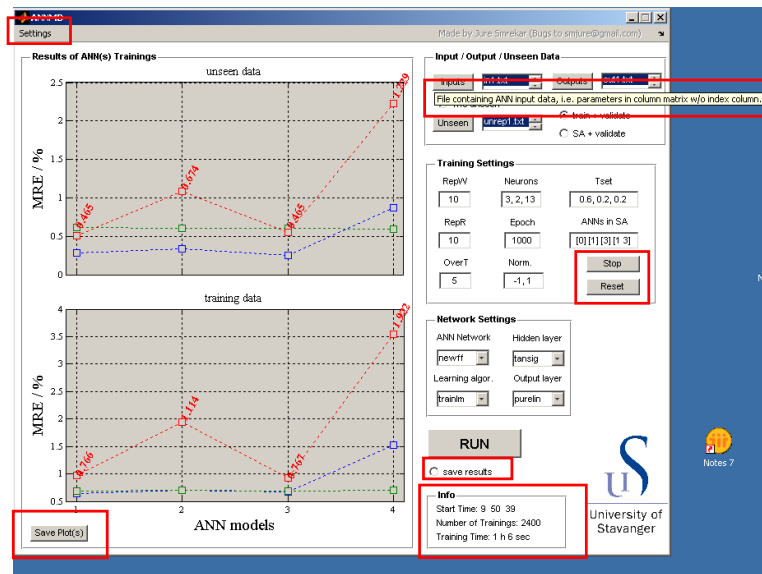 ANNMB
Settings
Made by Jure Smrekar (Bugs to smjure@gmail.com)
Results of ANN(s) Trainings
unseen data
MRE / %
2.5
2
1.5
1
0.5
0
0.465
0.674
0.465
training data
MRE / %
4
3.5
3
2.5
2
1.5
1
0.5
0.766
1.114
0.767
1.932
1
2
3
4
ANN models
Save Plot(s)
Input / Output / Unseen Data
Inputs
Outputs
File containing ANN input data, i.e. parameters in column matrix w/o index column.
Unseen
unrep1.txt
train + validate
SA + validate
Training Settings
RepW
Neurons
Tset
10
3, 2, 13
0.6, 0.2, 0.2
RepR
Epoch
ANNs in SA
10
1000
[0] [1] [3] [1 3]
OverT
Norm.
Stop
5
-1, 1
Reset
Network Settings
ANN Network
Hidden layer
newff
tansig
Learning algor.
Output layer
trainlm
purelin
RUN
save results
Info
Start Time: 9 50 39
Number of Trainings: 2400
Training Time: 1 h 6 sec
University of
Stavanger
Notes 7